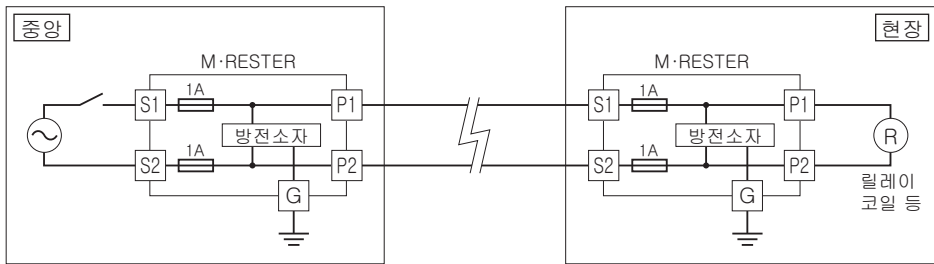 중앙
현장
M·RESTER
M·RESTER
S1 1A P1
S1 1A P1
방전소자
방전소자
R
S2 1A P2
S2 1A P2
릴레이
코일 등
G
G